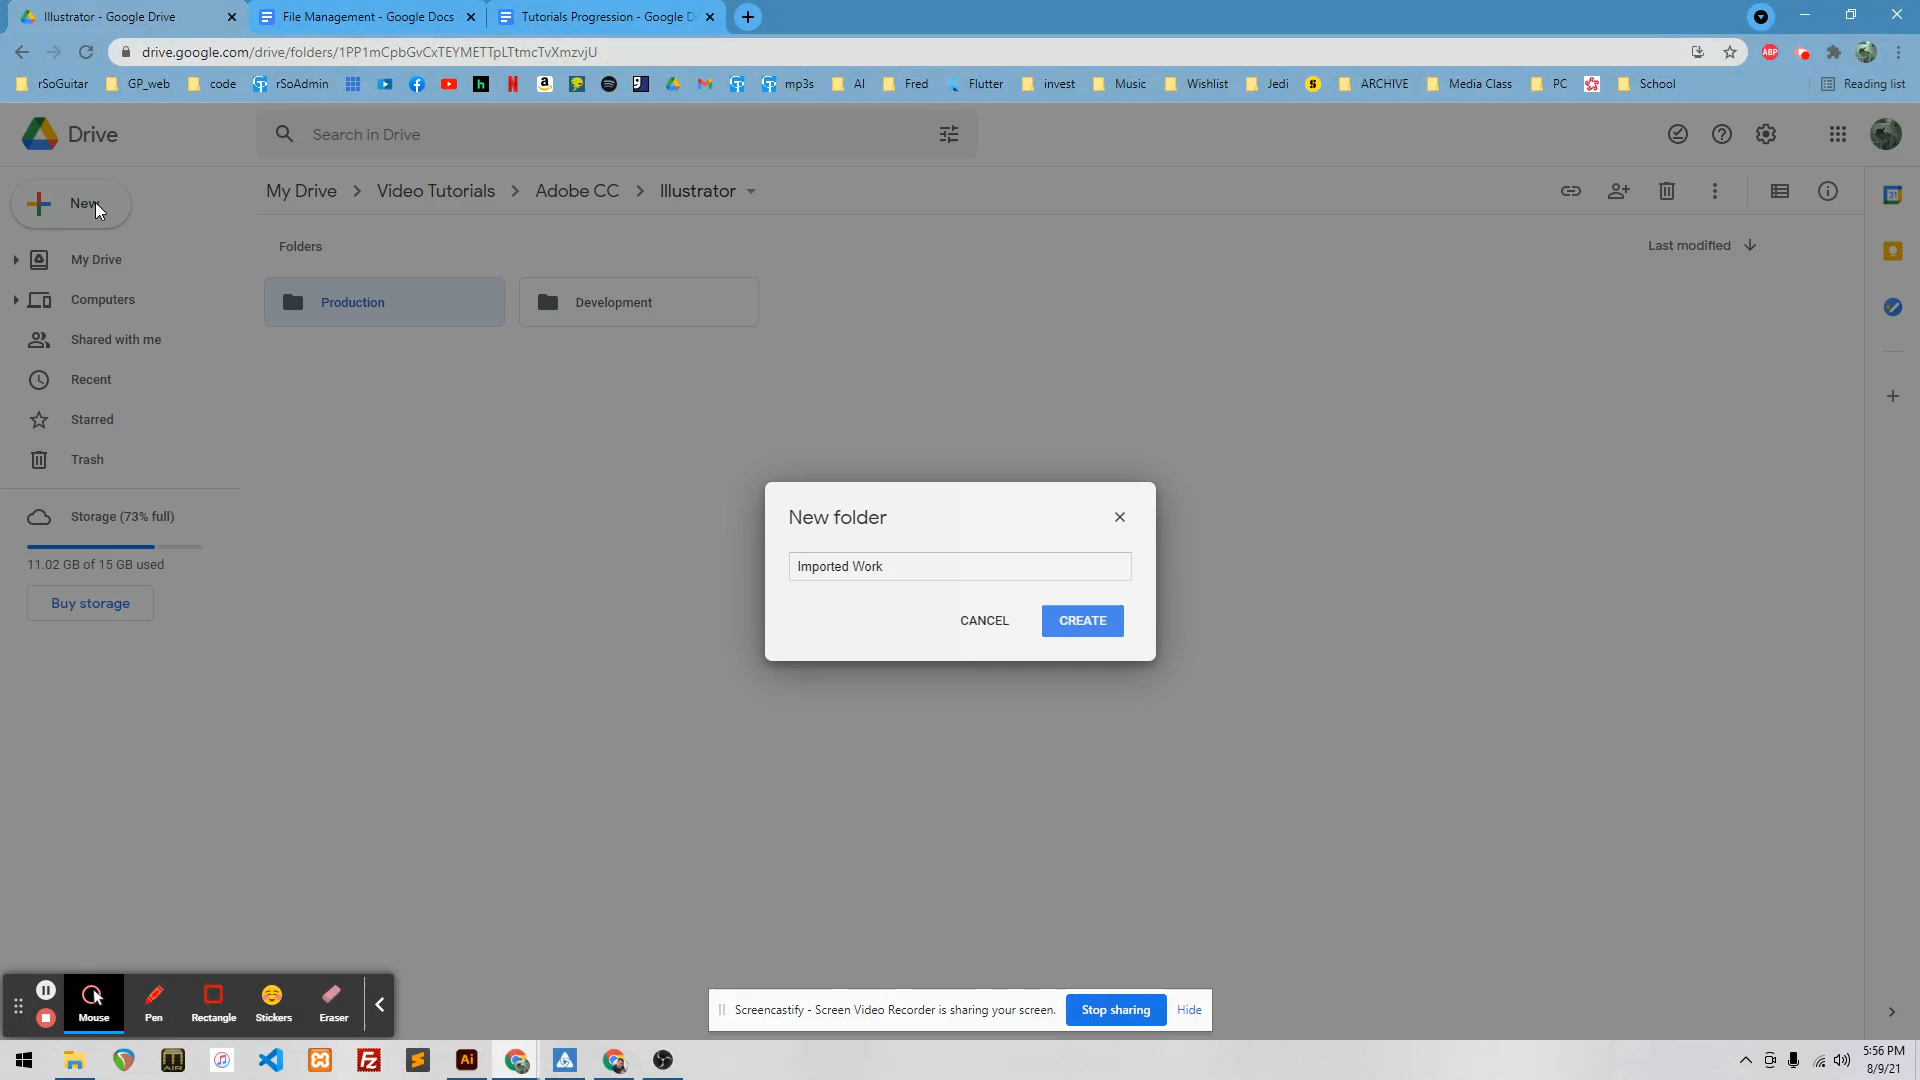 Illustrator - Google Drive
File Management - Google Docs
Tutorials Progression - Google D
drive.google.com/drive/folders/1PP1mCpbGvCxTEYMETTpLTtmcTvXmzvjU
ABP
rSoGuitar
GP_web
code
rSoAdmin
mp3s
AI
Fred
Flutter
invest
Music
Wishlist
Jedi
ARCHIVE
Media Class
PC
School
Reading list
Drive
Search in Drive
New
My Drive
Video Tutorials
Adobe CC
Illustrator
31
My Drive
Folders
Last modified
Computers
Production
Development
Shared with me
Recent
Starred
Trash
Storage (73% full)
11.02 GB of 15 GB used
Buy storage
New folder
Imported Work
CANCEL
CREATE
Mouse
Pen
Rectangle
Stickers
Eraser
Screencastify - Screen Video Recorder is sharing your screen.
Stop sharing
Hide
AIR
Fz
Ai
5:56 PM
8/9/21